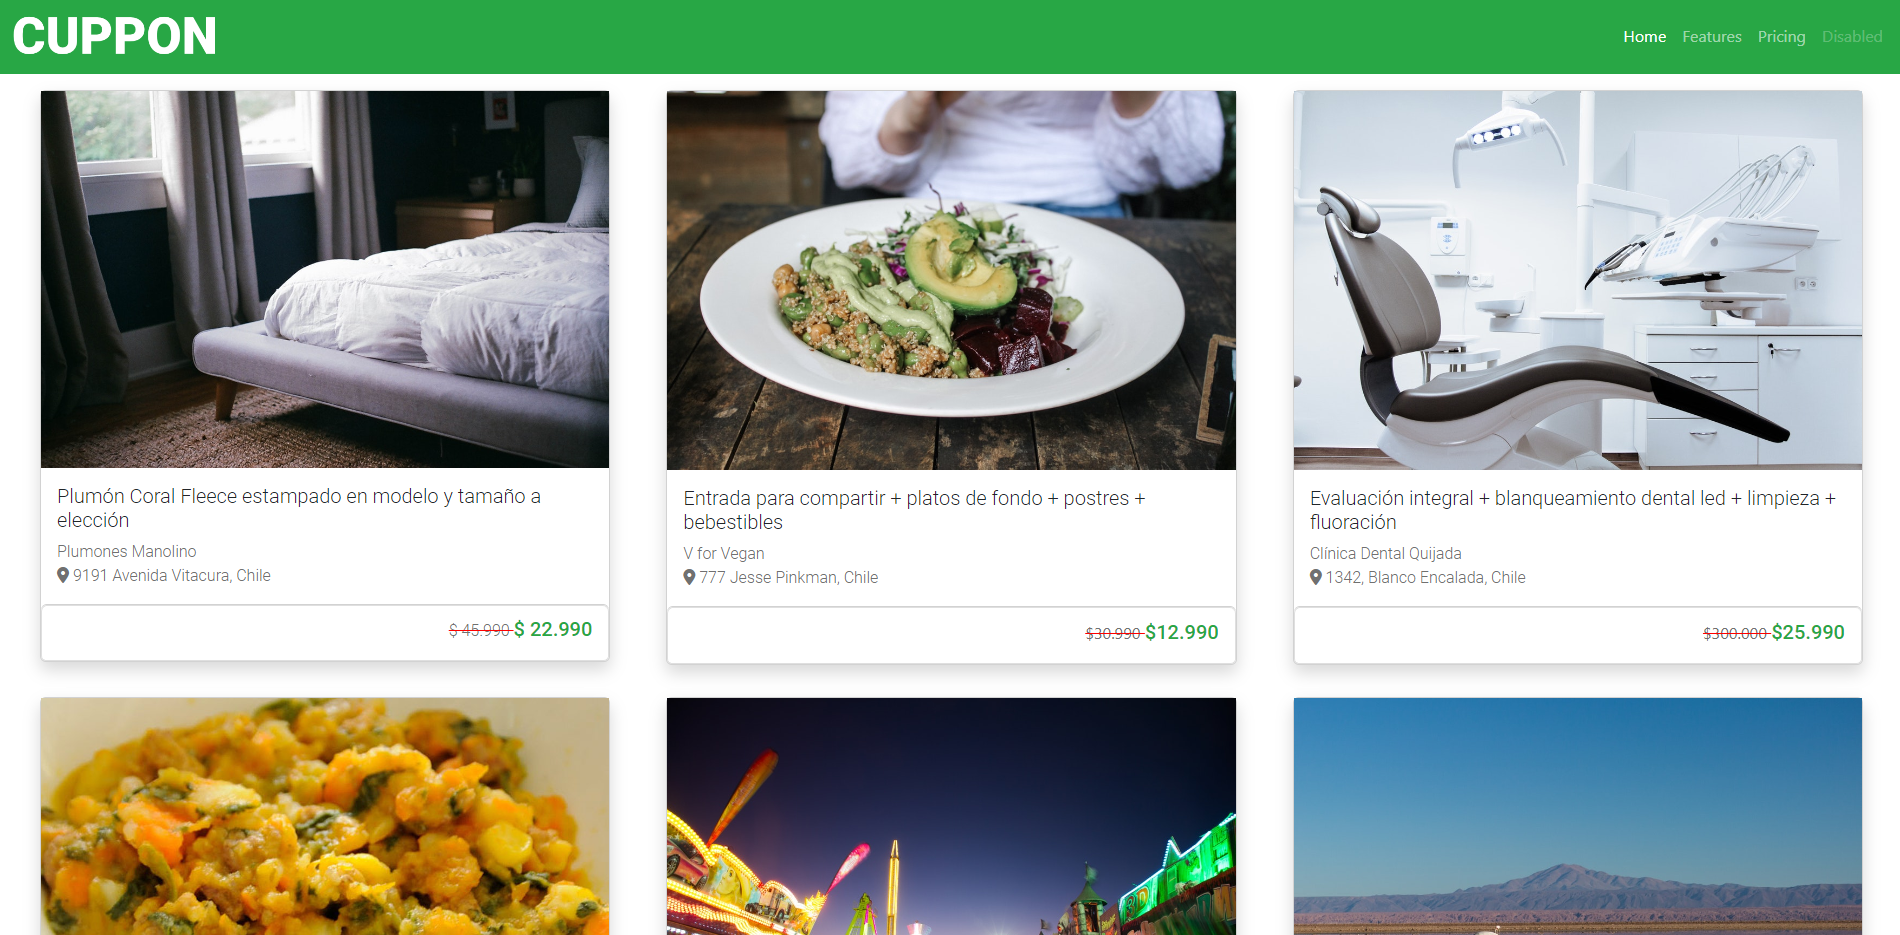 CUPPON
Home Features Pricing Disabled
Plumón Coral Fleece estampado en modelo y tamaño a
elección
Plumones Manolino
9191 Avenida Vitacura, Chile
$ 45.990 $ 22.990
Entrada para compartir + platos de fondo + postres +
bebestibles
V for Vegan
777 Jesse Pinkman, Chile
$30.990 $12.990
Evaluación integral + blanqueamiento dental led + limpieza +
fluoración
Clínica Dental Quijada
1342, Blanco Encalada, Chile
$300.000 $25.990